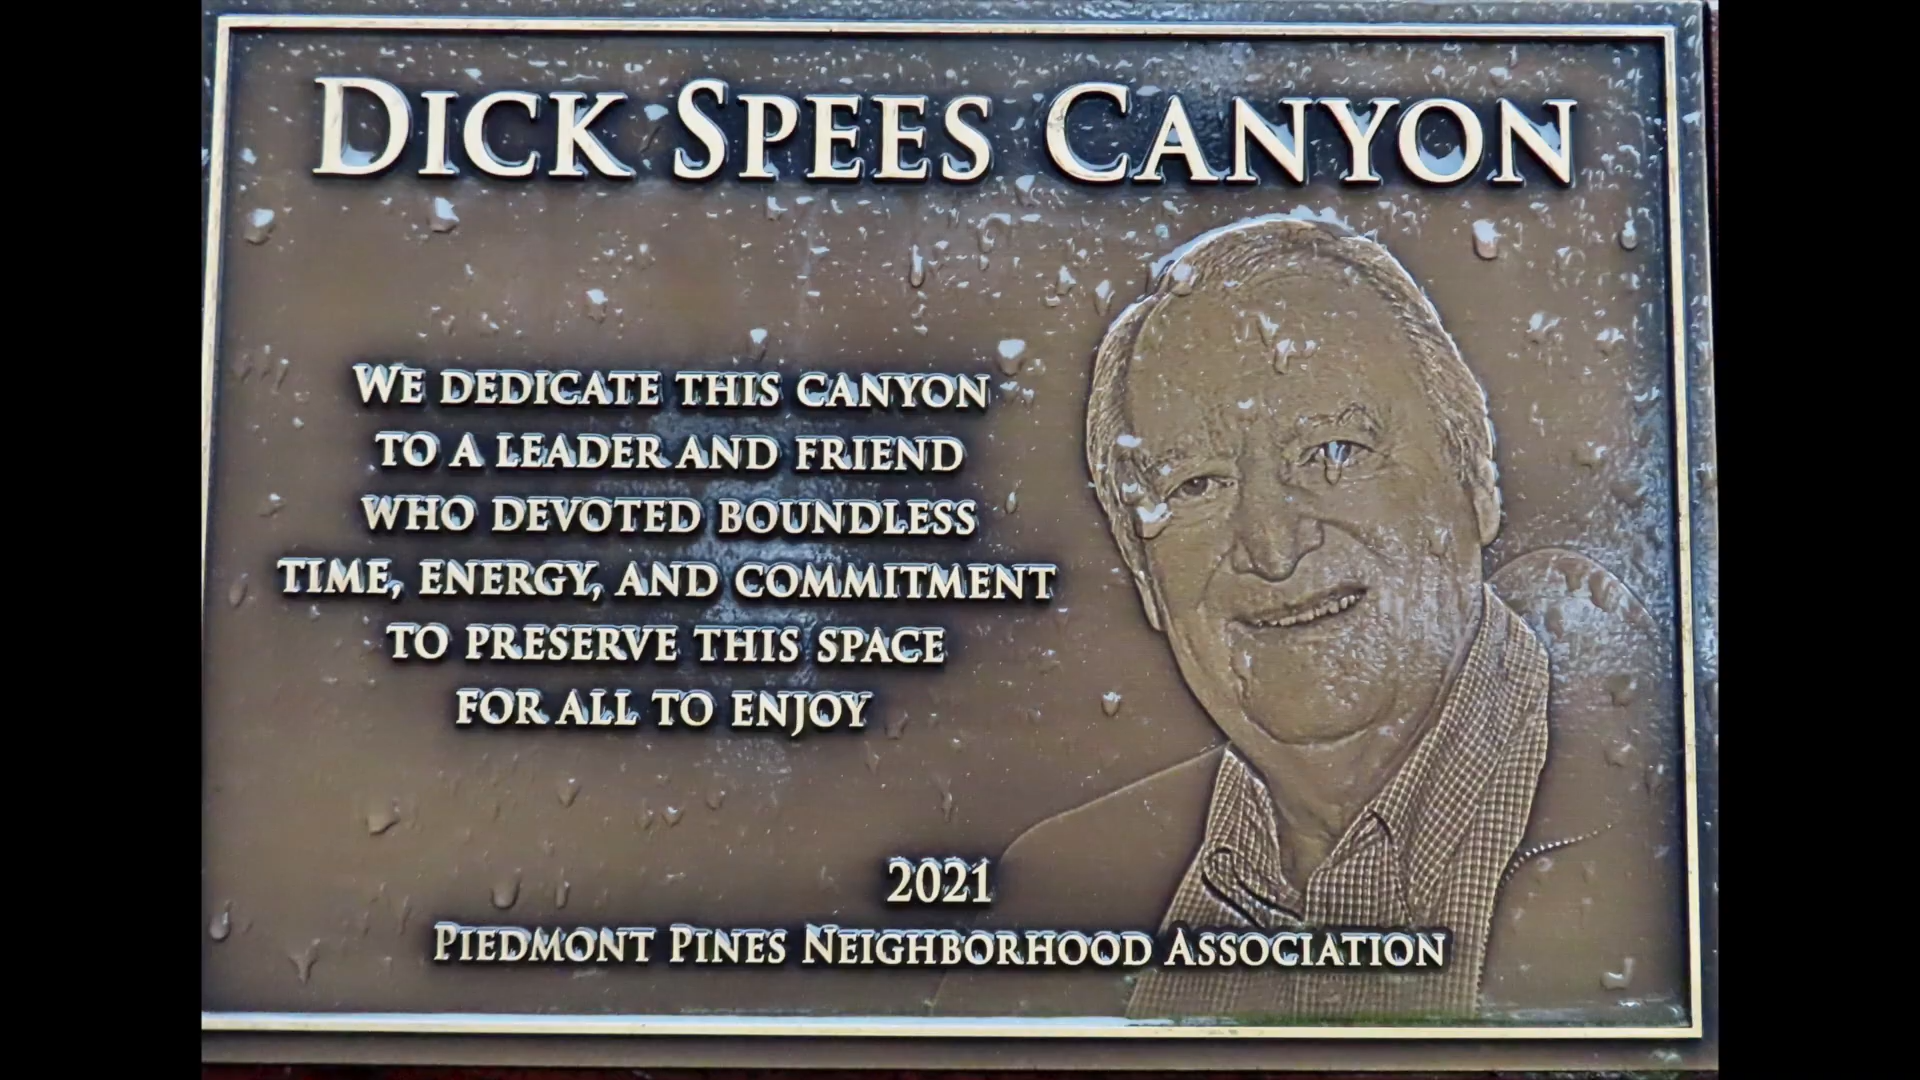 DICK SPEES CANYON
WE DEDICATE THIS CANYON
TO A LEADER AND FRIEND
WHO DEVOTED BOUNDLESS
TIME, ENERGY, AND COMMITMENT
TO PRESERVE THIS SPACE
FOR ALL TO ENJOY
2021
PIEDMONT PINES NEIGHBORHOOD ASSOCIATION